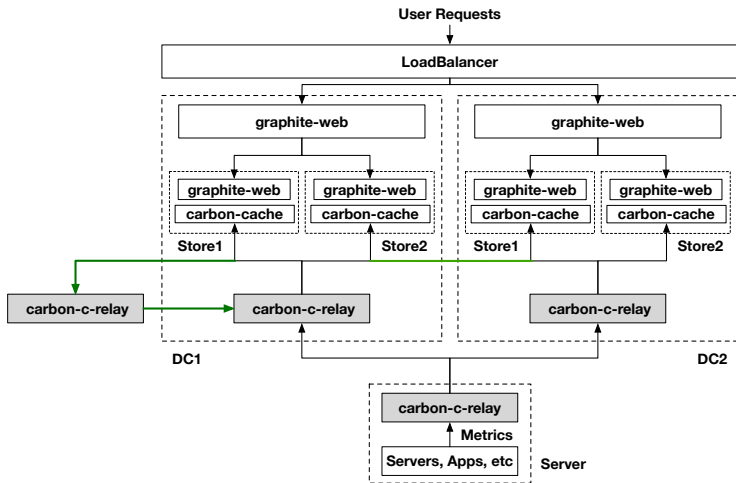 User Requests
LoadBalancer
graphite-web
graphite-web
graphite-web
graphite-web
graphite-web
graphite-web
carbon-cache
carbon-cache
carbon-cache
carbon-cache
Store1
Store2
Store1
Store2
carbon-c-relay
carbon-c-relay
carbon-c-relay
DC1
DC2
carbon-c-relay
Metrics
Servers, Apps, etc
Server